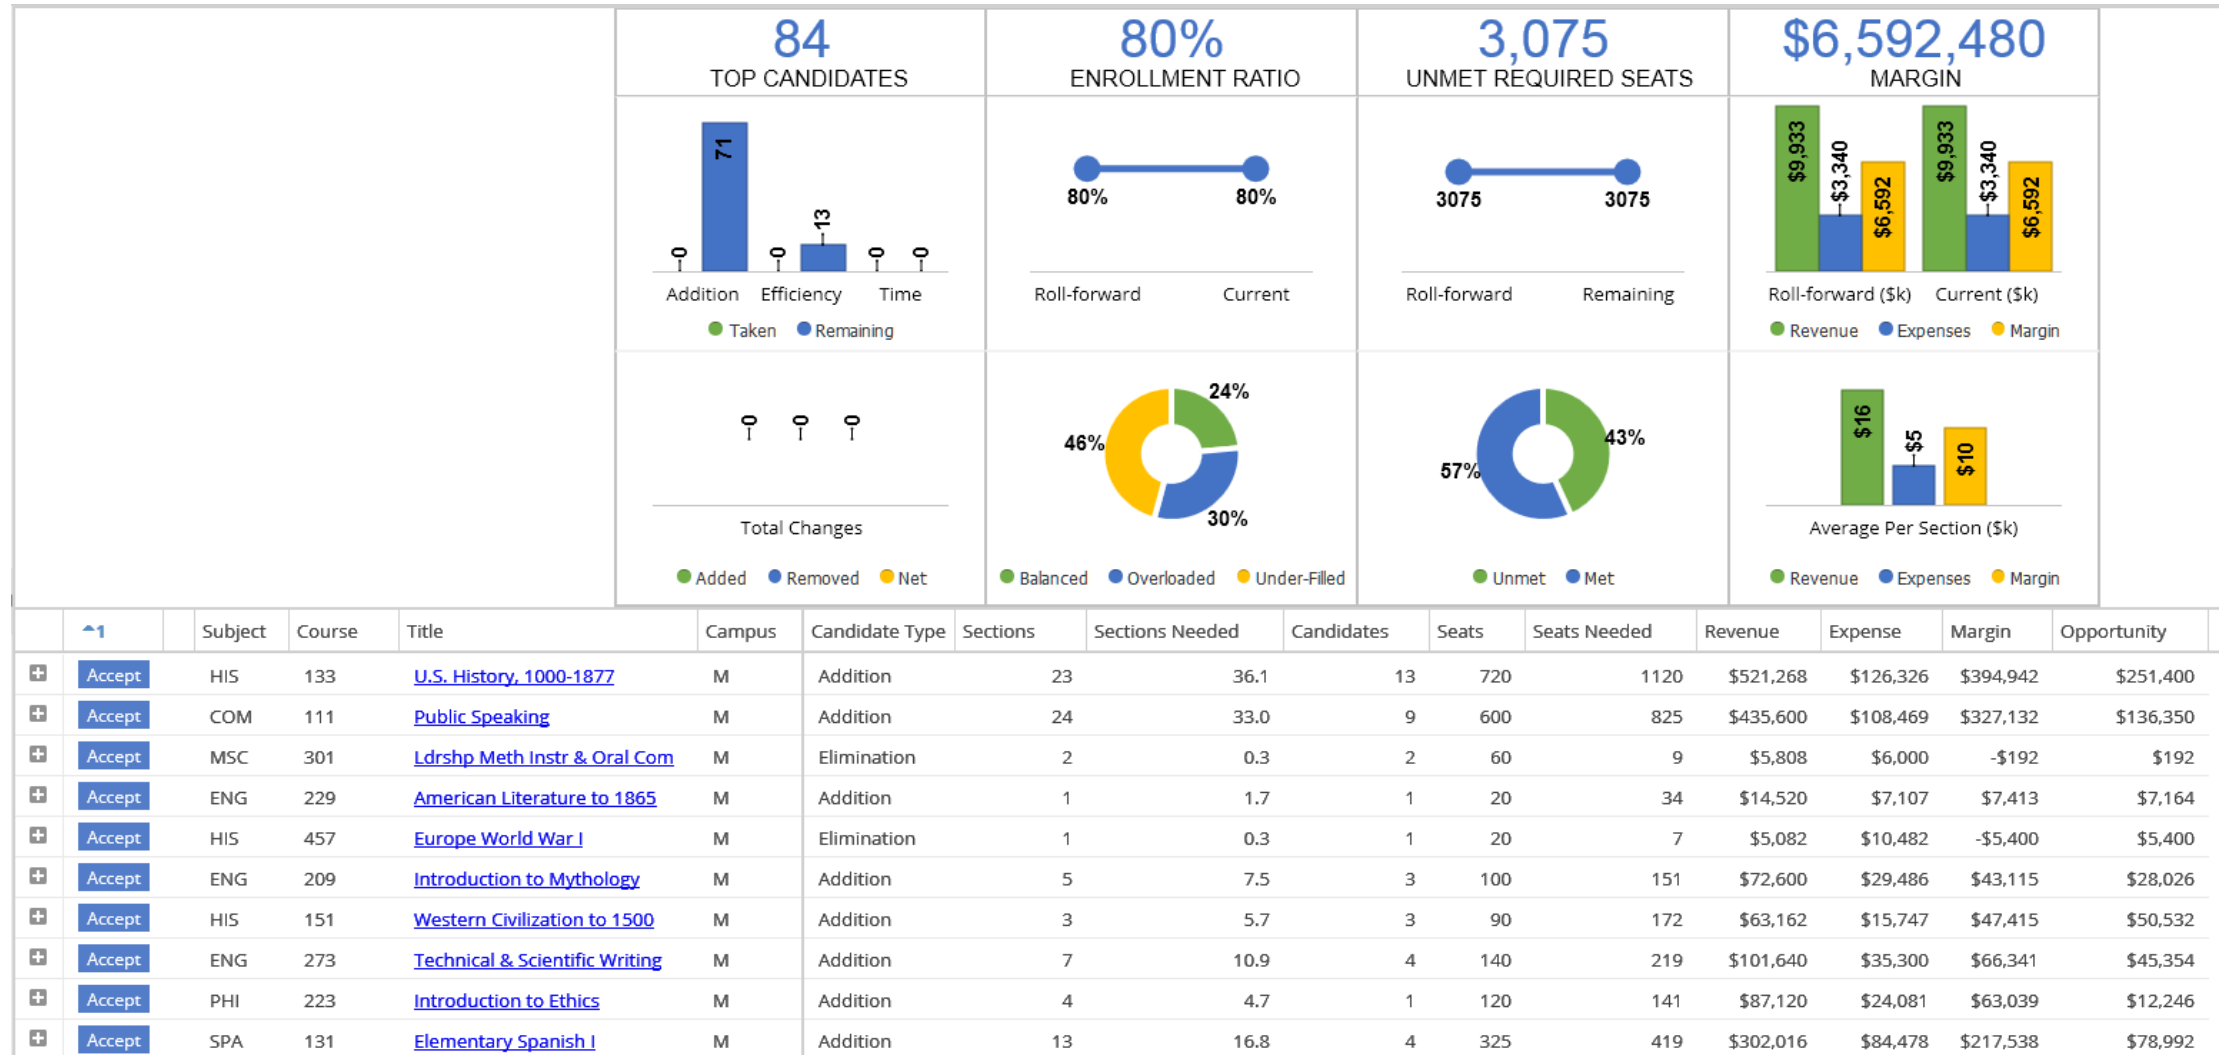 84
TOP CANDIDATES
80%
ENROLLMENT RATIO
3,075
UNMET REQUIRED SEATS
$6,592,480
MARGIN
0 71 0 13 0 0
Addition Efficiency Time
Taken Remaining
80% 80%
Roll-forward Current
3075 3075
Roll-forward Remaining
$9,933 $3,340 $6,592 $9,933 $3,340 $6,592
Roll-forward ($k) Current ($k)
Revenue Expenses Margin
0 0 0
Total Changes
Added Removed Net
24%
46%
30%
Balanced Overloaded Under-Filled
43%
57%
Unmet Met
$16 $5 $10
Average Per Section ($k)
Revenue Expenses Margin
1 Subject Course Title Campus Candidate Type Sections Sections Needed Candidates Seats Seats Needed Revenue Expense Margin Opportunity
Accept HIS 133 U.S. History, 1000-1877 M Addition 23 36.1 13 720 1120 $521,268 $126,326 $394,942 $251,400
Accept COM 111 Public Speaking M Addition 24 33.0 9 600 825 $435,600 $108,469 $327,132 $136,350
Accept MSC 301 Ldrshp Meth Instr & Oral Com M Elimination 2 0.3 2 60 9 $5,808 $6,000 -$192 $192
Accept ENG 229 American Literature to 1865 M Addition 1 1.7 1 20 34 $14,520 $7,107 $7,413 $7,164
Accept HIS 457 Europe World War I M Elimination 1 0.3 1 20 7 $5,082 $10,482 -$5,400 $5,400
Accept ENG 209 Introduction to Mythology M Addition 5 7.5 3 100 151 $72,600 $29,486 $43,115 $28,026
Accept HIS 151 Western Civilization to 1500 M Addition 3 5.7 3 90 172 $63,162 $15,747 $47,415 $50,532
Accept ENG 273 Technical & Scientific Writing M Addition 7 10.9 4 140 219 $101,640 $35,300 $66,341 $45,354
Accept PHI 223 Introduction to Ethics M Addition 4 4.7 1 120 141 $87,120 $24,081 $63,039 $12,246
Accept SPA 131 Elementary Spanish I M Addition 13 16.8 4 325 419 $302,016 $84,478 $217,538 $78,992